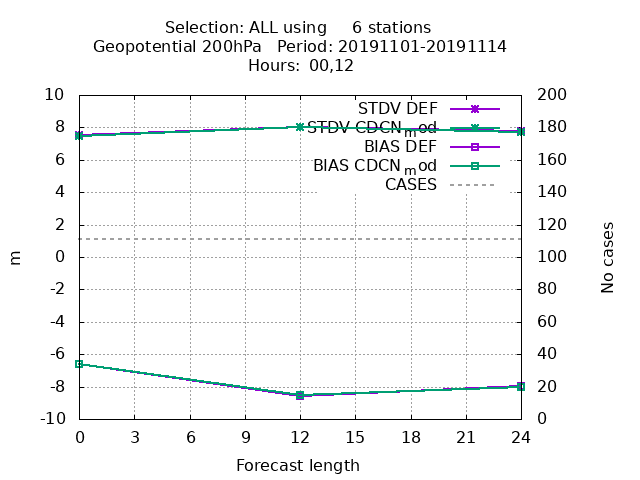 Selection: ALL using     6 stations
Geopotential 200hPa   Period: 20191101-20191114
Hours: 00,12
STDV DEF
STDV CDCN_mod
BIAS DEF
BIAS CDCN_mod
CASES
10
8
6
4
2
0
-2
-4
-6
-8
-10
m
200
180
160
140
120
100
80
60
40
20
0
No cases
0 3 6 9 12 15 18 21 24
Forecast length